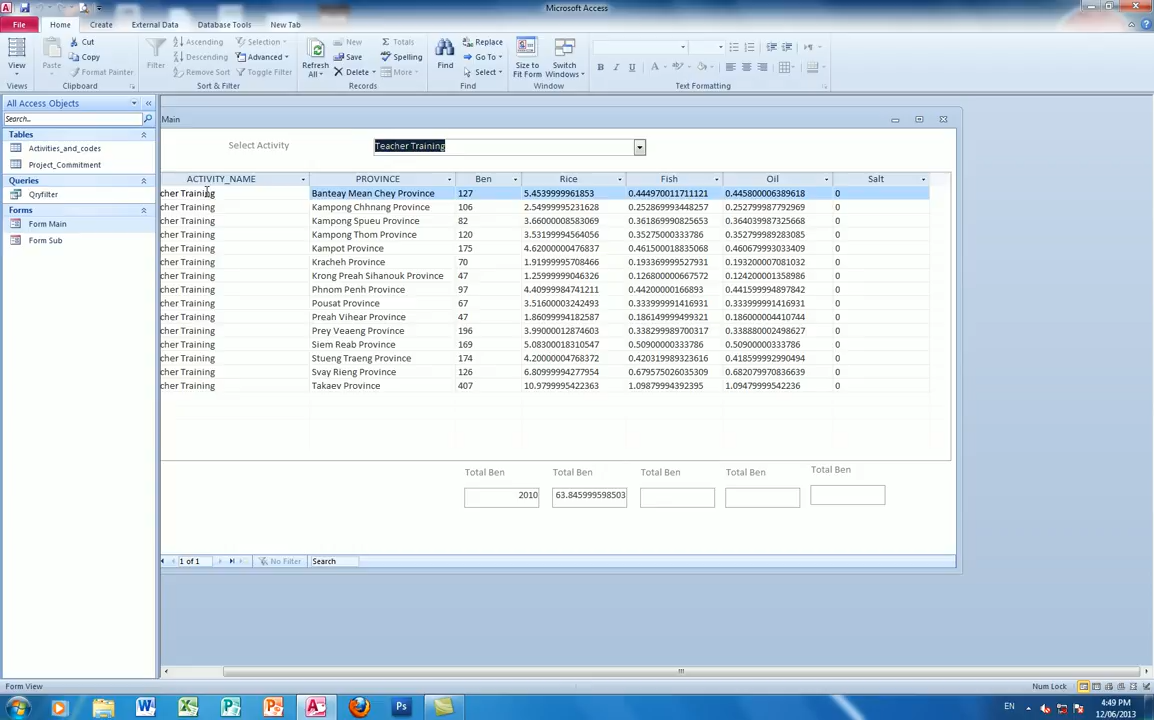 Microsoft Access
File Home Create External Data Database Tools New Tab
View Paste Cut Copy Format Painter Filter Ascending Descending Remove Sort Selection Advanced Toggle Filter Refresh All New Save Delete Totals Spelling More Find Replace Go To Select Size to Fit Form Switch Windows
Views Clipboard Sort & Filter Records Find Window Text Formatting
All Access Objects
Search...
Tables
Activities_and_codes
Project_Commitment
Queries
Qryfilter
Forms
Form Main
Form Sub
Main
Select Activity Teacher Training
ACTIVITY_NAME PROVINCE Ben Rice Fish Oil Salt
cher Training Banteay Mean Chey Province 127 5.4539999961853 0.444970011711121 0.445800006389618 0
cher Training Kampong Chhnang Province 106 2.54999995231628 0.252869993448257 0.252799987792969 0
cher Training Kampong Spueu Province 82 3.66000008583069 0.361869990825653 0.364039987325668 0
cher Training Kampong Thom Province 120 3.53199994564056 0.35275000333786 0.352799989283085 0
cher Training Kampot Province 175 4.62000000476837 0.461500018835068 0.460679993033409 0
cher Training Kracheh Province 70 1.91999995708466 0.193369999527931 0.193200007081032 0
cher Training Krong Preah Sihanouk Province 47 1.25999999046326 0.126800000667572 0.124200001358986 0
cher Training Phnom Penh Province 97 4.40999984741211 0.44200000166893 0.441599994897842 0
cher Training Pousat Province 67 3.51600003242493 0.333999991416931 0.333999991416931 0
cher Training Preah Vihear Province 47 1.86099994182587 0.186149999499321 0.186000004410744 0
cher Training Prey Veaeng Province 196 3.99000012874603 0.338299989700317 0.338880002498627 0
cher Training Siem Reab Province 169 5.08300018310547 0.50900000333786 0.50900000333786 0
cher Training Stueng Traeng Province 174 4.20000004768372 0.420319989323616 0.418599992990494 0
cher Training Svay Rieng Province 126 6.80999994277954 0.679575026035309 0.682079970836639 0
cher Training Takaev Province 407 10.9799995422363 1.09879994392395 1.09479999542236 0
Total Ben Total Ben Total Ben Total Ben Total Ben
2010 63.845999598503
1 of 1 No Filter Search
Form View Num Lock
EN 4:49 PM
12/06/2013